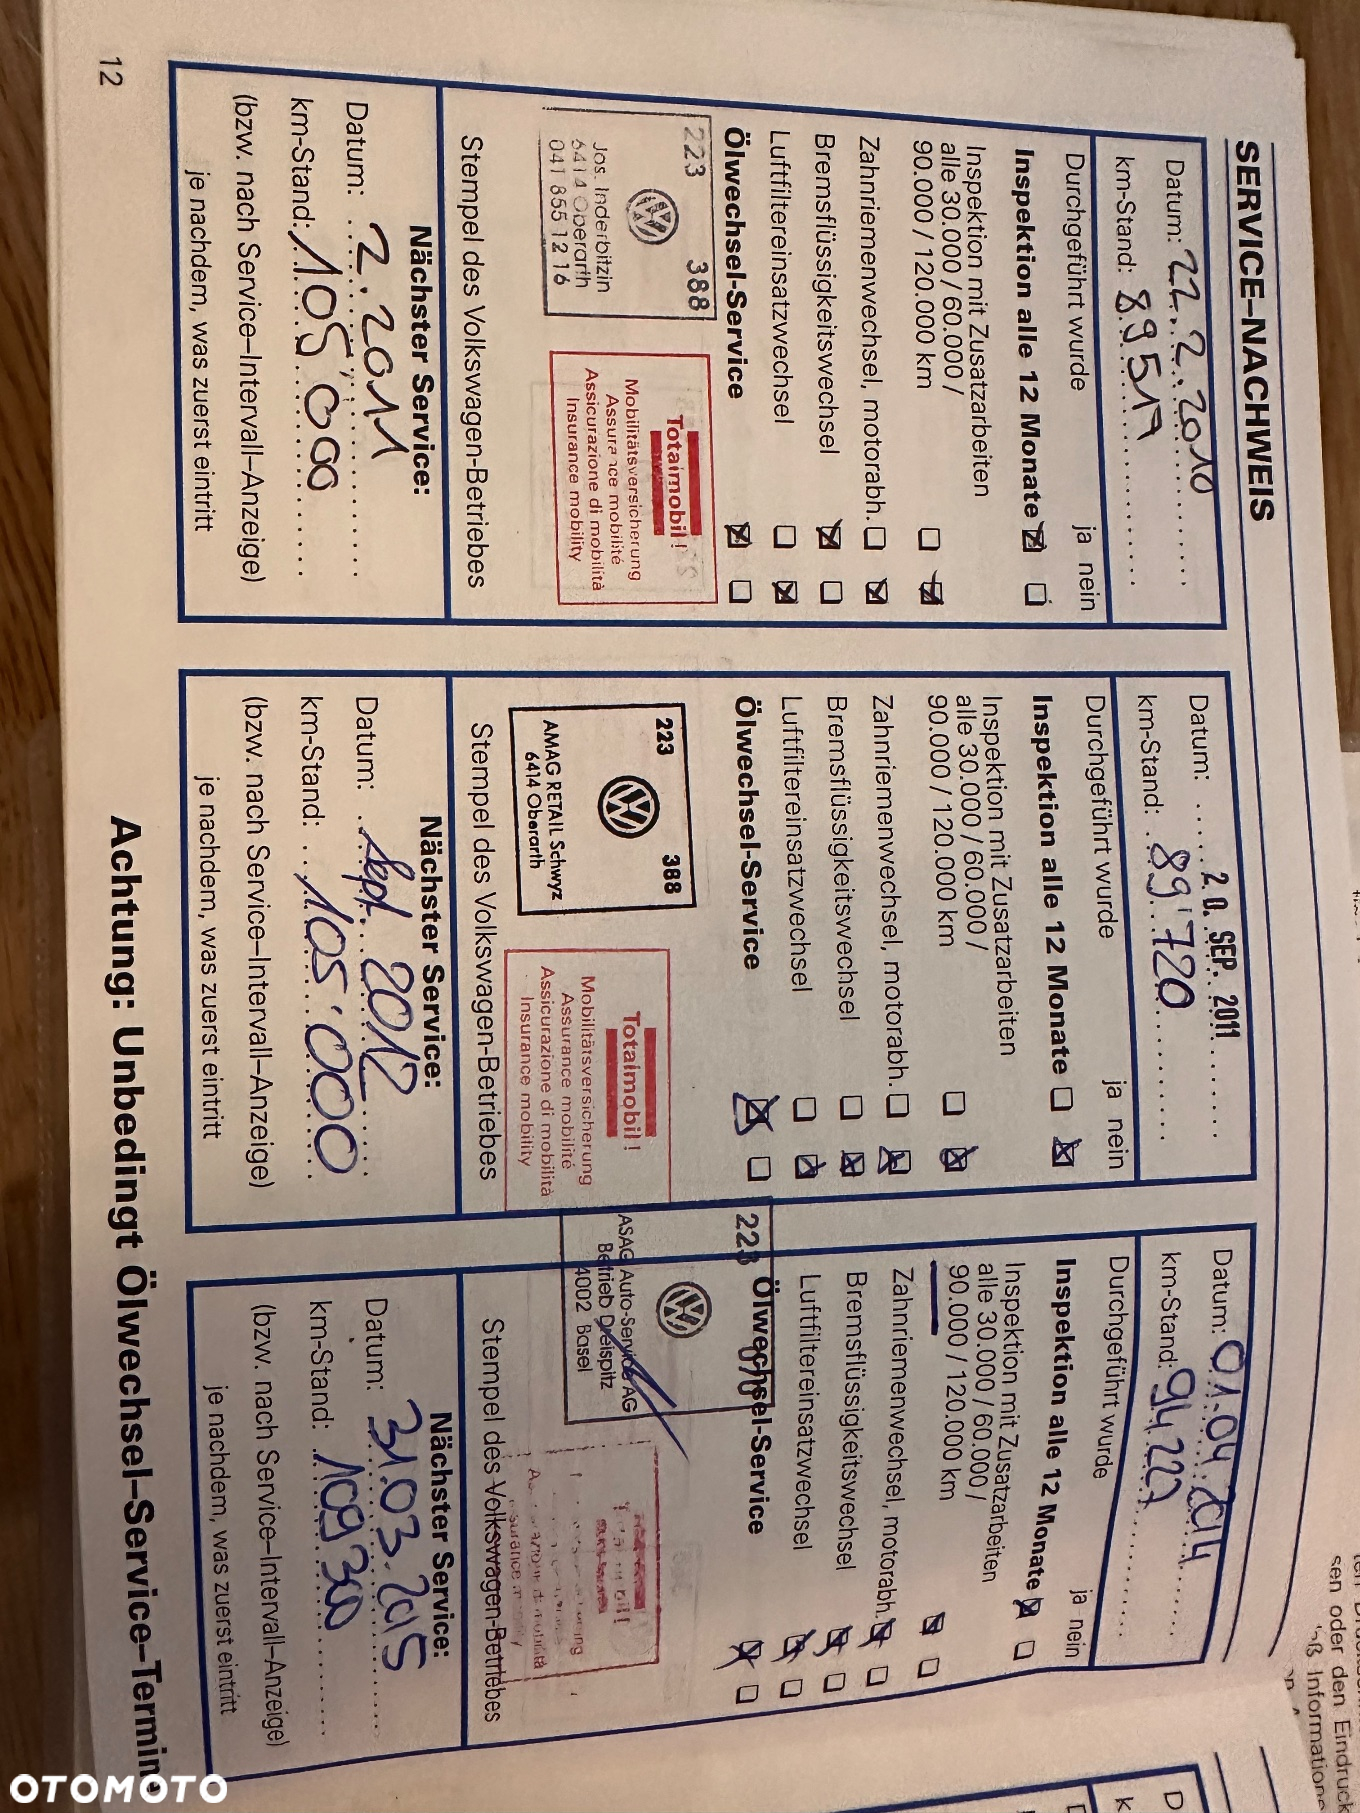 SERVICE–NACHWEIS
Datum: 22.2.2010
km-Stand: 89517
Durchgeführt wurde
ja nein
Inspektion alle 12 Monate
Inspektion mit Zusatzarbeiten
alle 30.000 / 60.000 /
90.000 / 120.000 km
Zahnriemenwechsel, motorabh.
Bremsflüssigkeitswechsel
Luftfiltereinsatzwechsel
Ölwechsel-Service
223 388
Jos. Inderbitzin
6414 Oberarth
041 855 12 16
Totalmobil!
Mobilitätsversicherung
Assurance mobilité
Assicurazione di mobilità
Insurance mobility
Stempel des Volkswagen-Betriebes
Nächster Service:
Datum: 2.2011
km-Stand: 105'000
(bzw. nach Service–Intervall–Anzeige)
je nachdem, was zuerst eintritt
Datum: 20. SEP. 2011
km-Stand: 89'720
Durchgeführt wurde
ja nein
Inspektion alle 12 Monate
Inspektion mit Zusatzarbeiten
alle 30.000 / 60.000 /
90.000 / 120.000 km
Zahnriemenwechsel, motorabh.
Bremsflüssigkeitswechsel
Luftfiltereinsatzwechsel
Ölwechsel-Service
223 388
AMAG RETAIL Schwyz
6414 Oberarth
Totalmobil!
Mobilitätsversicherung
Assurance mobilité
Assicurazione di mobilità
Insurance mobility
Stempel des Volkswagen-Betriebes
Nächster Service:
Datum: Sept. 2012
km-Stand: 105'000
(bzw. nach Service–Intervall–Anzeige)
je nachdem, was zuerst eintritt
Datum: 01.04.2014
km-Stand: 94227
Durchgeführt wurde
ja nein
Inspektion alle 12 Monate
Inspektion mit Zusatzarbeiten
alle 30.000 / 60.000 /
90.000 / 120.000 km
Zahnriemenwechsel, motorabh.
Bremsflüssigkeitswechsel
Luftfiltereinsatzwechsel
Ölwechsel-Service
223
ASAG Auto-Service AG
Betrieb Dreispitz
4002 Basel
Stempel des Volkswagen-Betriebes
Nächster Service:
Datum: 31.03.2015
km-Stand: 109300
(bzw. nach Service–Intervall–Anzeige)
je nachdem, was zuerst eintritt
Achtung: Unbedingt Ölwechsel–Service–Termin
12
sen oder den Eindruck
OTOMOTO